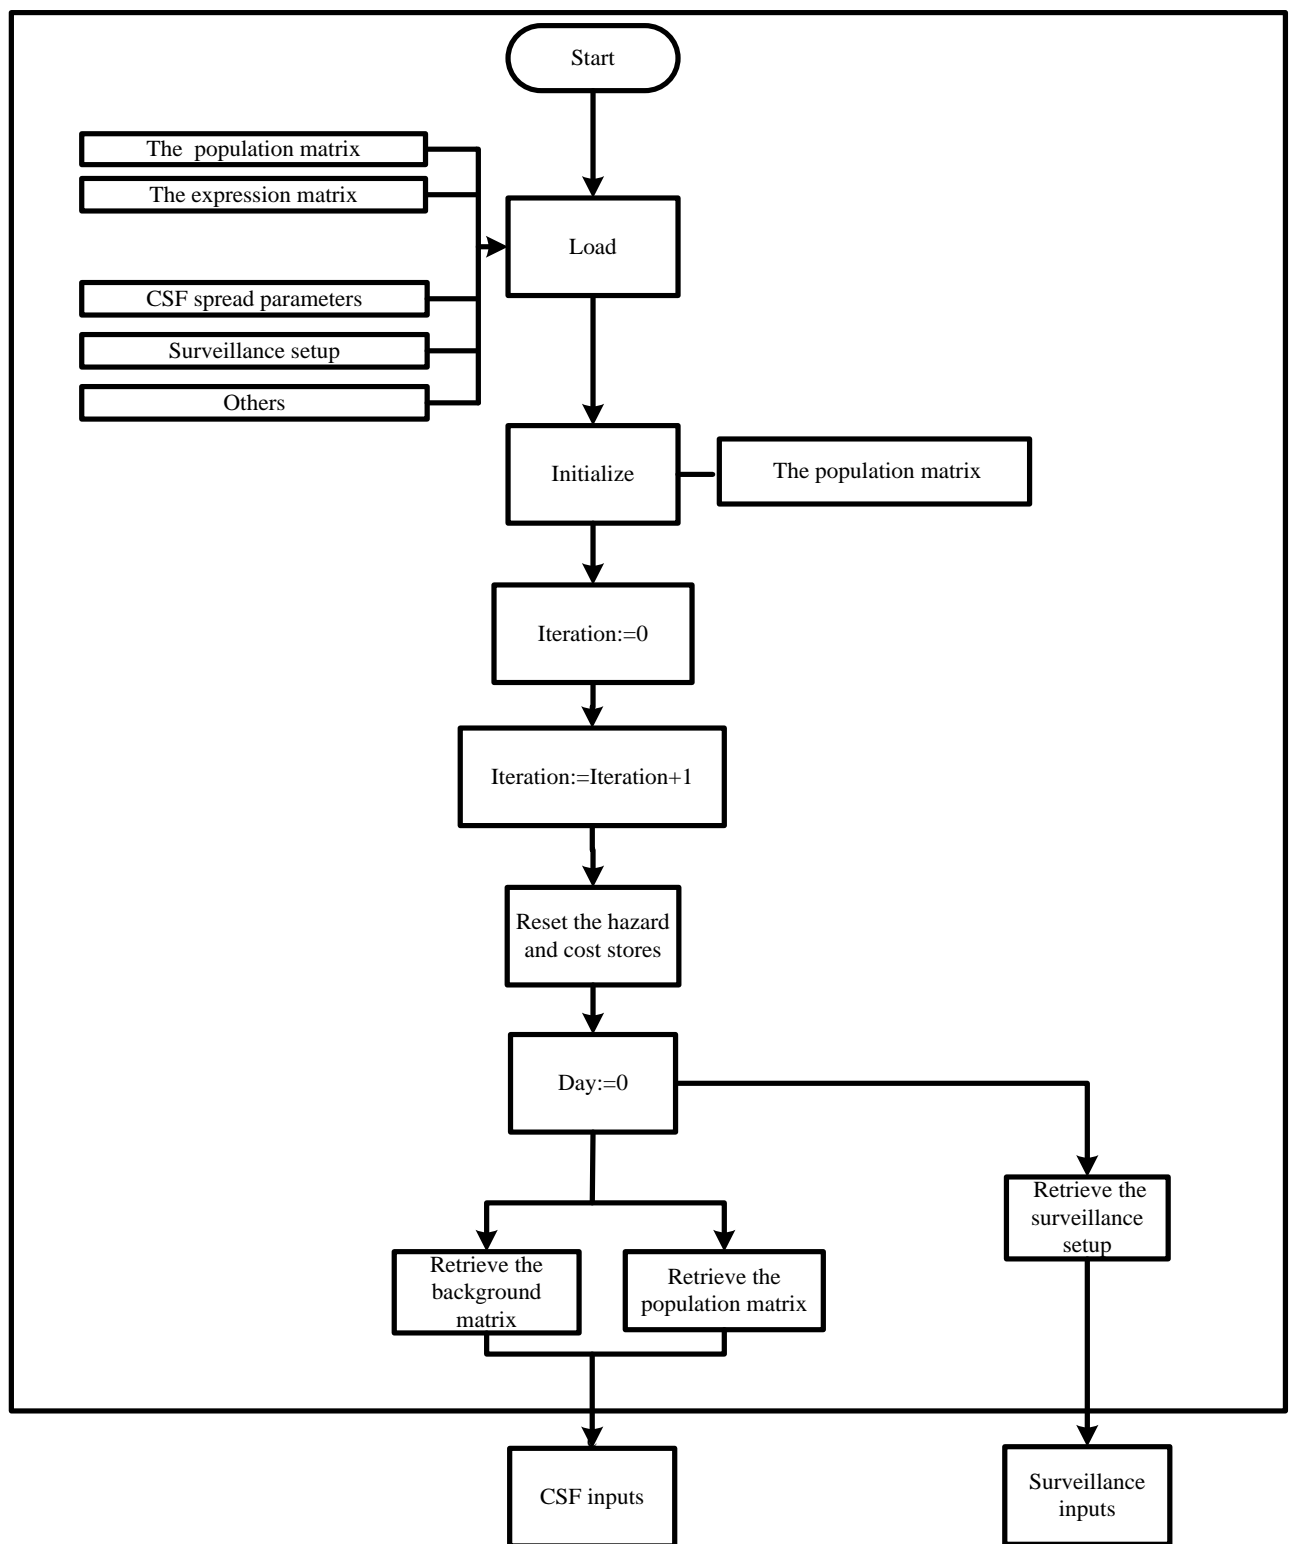 Start
The population matrix
The expression matrix
Load
CSF spread parameters
Surveillance setup
Others
Initialize
The population matrix
Iteration:=0
Iteration:=Iteration+1
Reset the hazard
and cost stores
Day:=0
Retrieve the
surveillance
setup
Retrieve the
background
matrix
Retrieve the
population matrix
CSF inputs
Surveillance
inputs